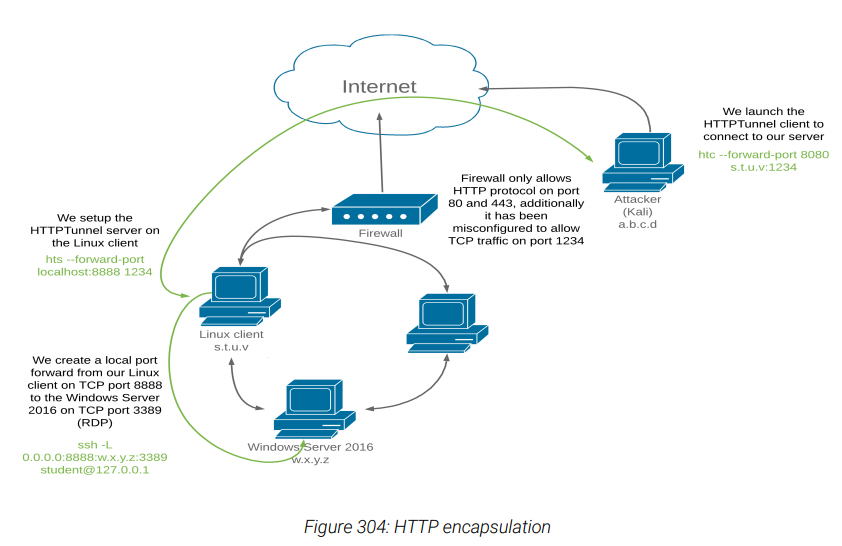 Internet
We launch the
HTTPTunnel client to
connect to our server
htc --forward-port 8080
s.t.u.v:1234
Attacker
(Kali)
a.b.c.d
Firewall only allows
HTTP protocol on port
80 and 443, additionally
it has been
misconfigured to allow
TCP traffic on port 1234
Firewall
We setup the
HTTPTunnel server on
the Linux client
hts --forward-port
localhost:8888 1234
Linux client
s.t.u.v
We create a local port
forward from our Linux
client on TCP port 8888
to the Windows Server
2016 on TCP port 3389
(RDP)
ssh -L
0.0.0.0:8888:w.x.y.z:3389
student@127.0.0.1
Windows Server 2016
w.x.y.z
Figure 304: HTTP encapsulation